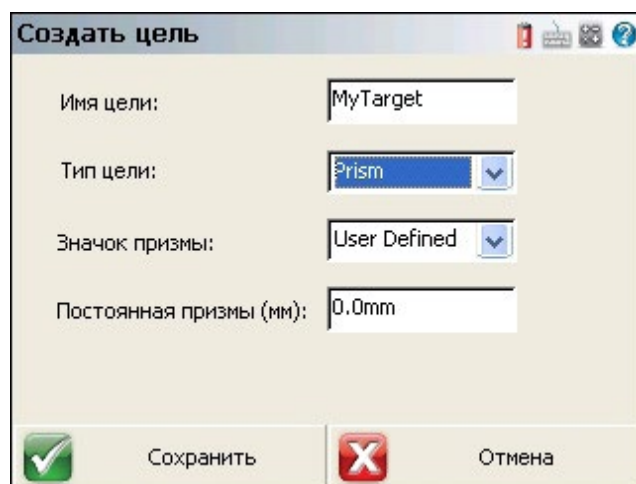 Создать цель
Имя цели:
MyTarget
Тип цели:
Prism
Значок призмы:
User Defined
Постоянная призмы (мм):
0.0mm
Сохранить
Отмена